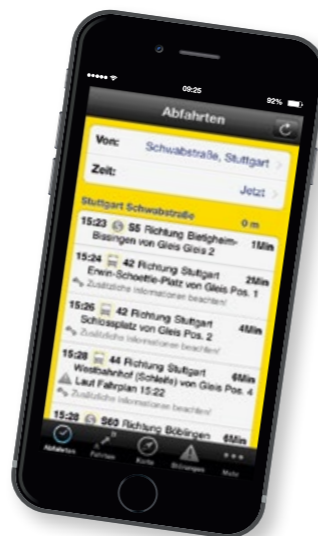 09:25
92%
Abfahrten
Von: Schwabstraße, Stuttgart
Zeit: Jetzt
Stuttgart Schwabstraße 0 m
15:23 S5 Richtung Bietigheim- 1Min
Bissingen von Gleis Gleis 2
15:24 42 Richtung Stuttgart 2Min
Erwin-Schoettle-Platz von Gleis Pos. 1
Zusätzliche Informationen beachten!
15:26 42 Richtung Stuttgart 4Min
Schlossplatz von Gleis Pos. 2
Zusätzliche Informationen beachten!
15:28 44 Richtung Stuttgart 6Min
Westbahnhof (Schleife) von Gleis Pos. 4
Laut Fahrplan 15:22
Zusätzliche Informationen beachten!
15:28 S60 Richtung Böblingen 6Min
Abfahrten Fahrten Karte Störungen Mehr